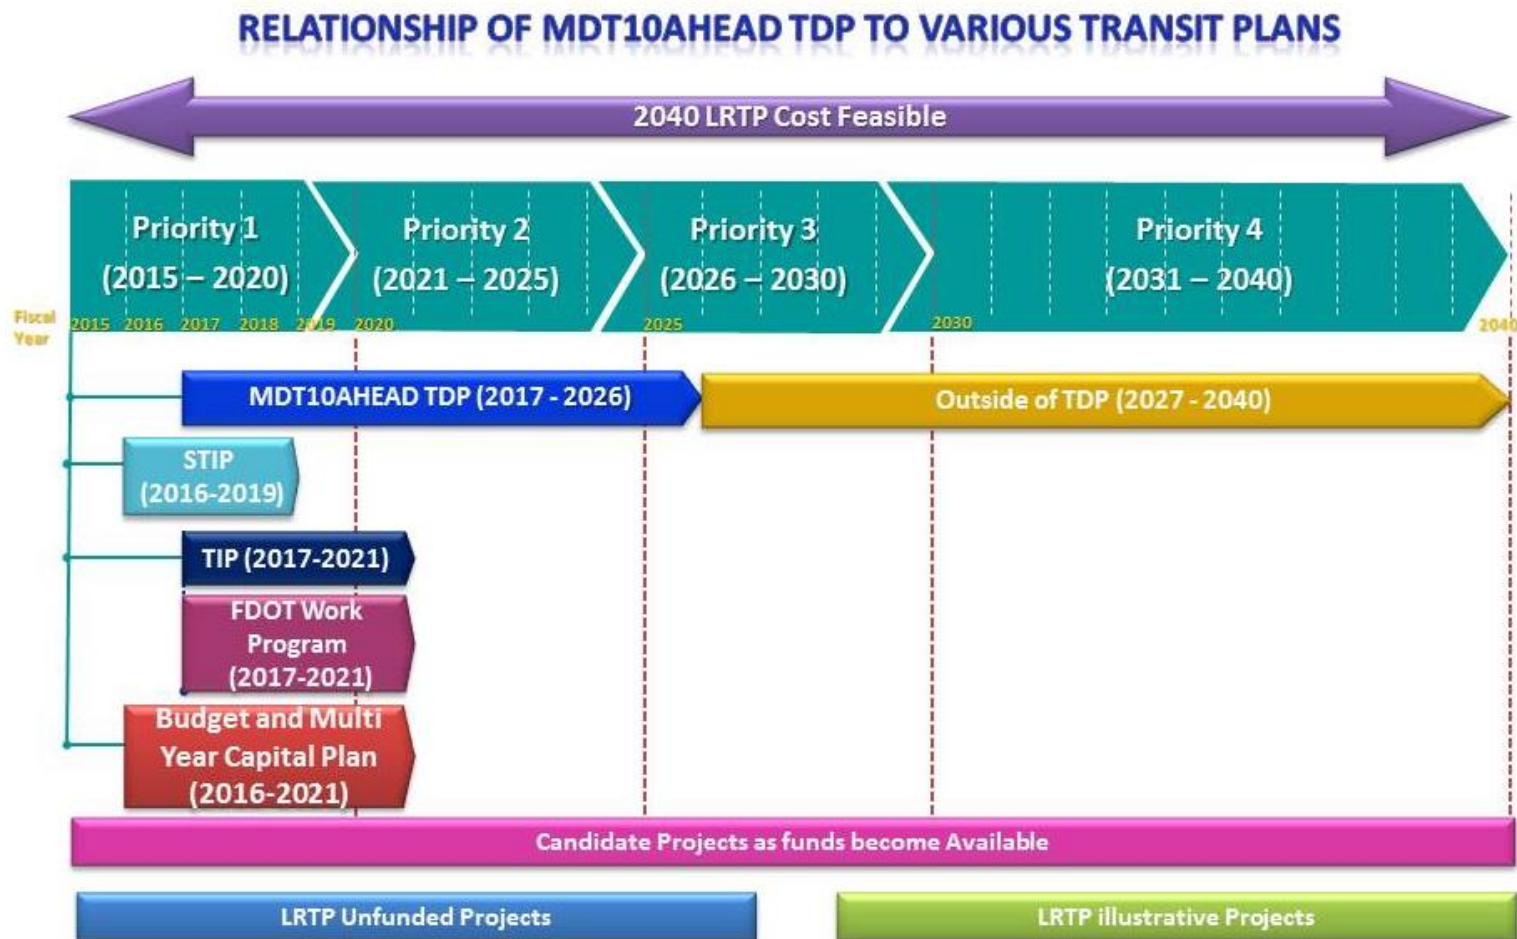 RELATIONSHIP OF MDT10AHEAD TDP TO VARIOUS TRANSIT PLANS
2040 LRTP Cost Feasible
Priority 1
(2015 – 2020)
Priority 2
(2021 – 2025)
Priority 3
(2026 – 2030)
Priority 4
(2031 – 2040)
Fiscal
Year
2015 2016 2017 2018 2019 2020 2025 2030 2040
MDT10AHEAD TDP (2017 - 2026)
Outside of TDP (2027 - 2040)
STIP
(2016-2019)
TIP (2017-2021)
FDOT Work
Program
(2017-2021)
Budget and Multi
Year Capital Plan
(2016-2021)
Candidate Projects as funds become Available
LRTP Unfunded Projects
LRTP illustrative Projects